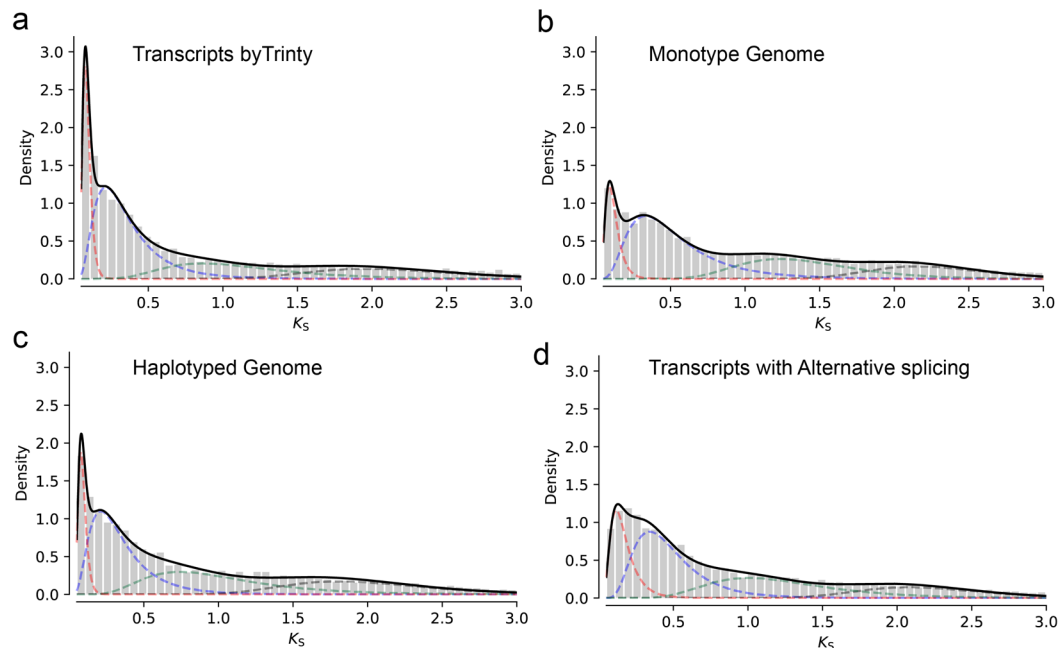 a
Transcripts byTrinty
3.0
2.5
2.0
1.5
1.0
0.5
0.0
Density
0.5 1.0 1.5 2.0 2.5 3.0
KS
b
Monotype Genome
3.0
2.5
2.0
1.5
1.0
0.5
0.0
Density
0.5 1.0 1.5 2.0 2.5 3.0
KS
c
Haplotyped Genome
3.0
2.5
2.0
1.5
1.0
0.5
0.0
Density
0.5 1.0 1.5 2.0 2.5 3.0
KS
d
Transcripts with Alternative splicing
3.0
2.5
2.0
1.5
1.0
0.5
0.0
Density
0.5 1.0 1.5 2.0 2.5 3.0
KS